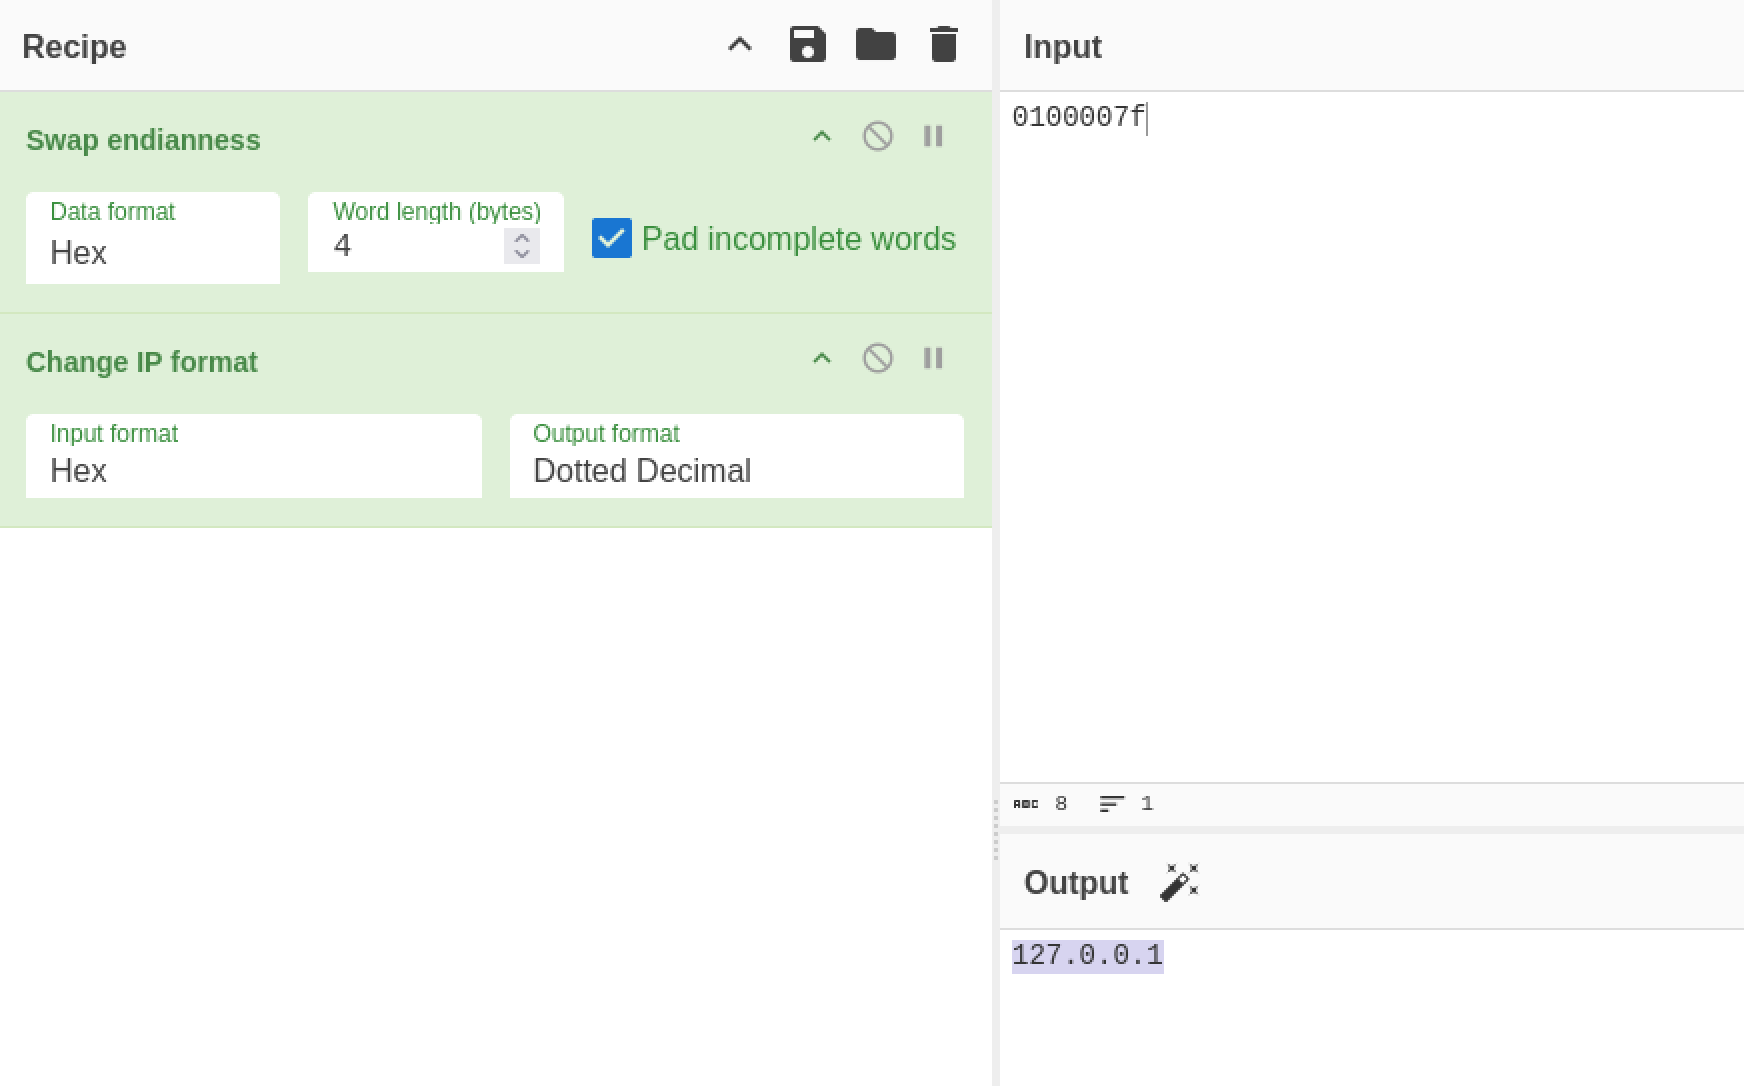 Recipe
Swap endianness
Data format
Hex
Word length (bytes)
4
Pad incomplete words
Change IP format
Input format
Hex
Output format
Dotted Decimal
Input
0100007f
ABC 8 1
Output
127.0.0.1